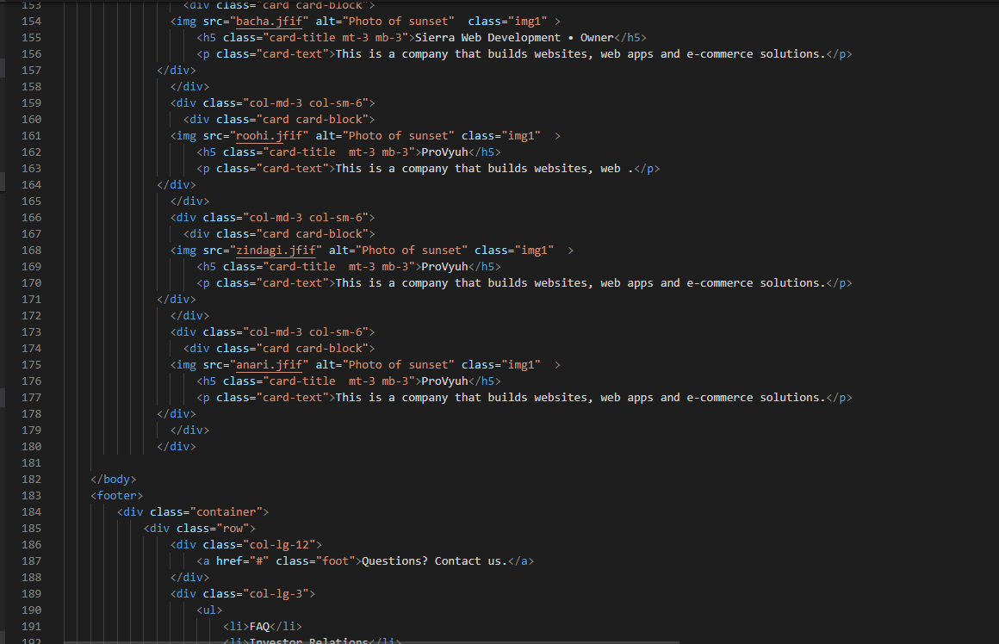 153 <div class="card card-block">
154 <img src="bacha.jfif" alt="Photo of sunset"  class="img1" >
155 <h5 class="card-title mt-3 mb-3">Sierra Web Development • Owner</h5>
156 <p class="card-text">This is a company that builds websites, web apps and e-commerce solutions.</p>
157 </div>
158 </div>
159 <div class="col-md-3 col-sm-6">
160 <div class="card card-block">
161 <img src="roohi.jfif" alt="Photo of sunset" class="img1"  >
162 <h5 class="card-title  mt-3 mb-3">ProVyuh</h5>
163 <p class="card-text">This is a company that builds websites, web .</p>
164 </div>
165 </div>
166 <div class="col-md-3 col-sm-6">
167 <div class="card card-block">
168 <img src="zindagi.jfif" alt="Photo of sunset" class="img1"  >
169 <h5 class="card-title  mt-3 mb-3">ProVyuh</h5>
170 <p class="card-text">This is a company that builds websites, web apps and e-commerce solutions.</p>
171 </div>
172 </div>
173 <div class="col-md-3 col-sm-6">
174 <div class="card card-block">
175 <img src="anari.jfif" alt="Photo of sunset" class="img1"  >
176 <h5 class="card-title  mt-3 mb-3">ProVyuh</h5>
177 <p class="card-text">This is a company that builds websites, web apps and e-commerce solutions.</p>
178 </div>
179 </div>
180 </div>
181
182 </body>
183 <footer>
184 <div class="container">
185 <div class="row">
186 <div class="col-lg-12">
187 <a href="#" class="foot">Questions? Contact us.</a>
188 </div>
189 <div class="col-lg-3">
190 <ul>
191 <li>FAQ</li>
192 <li>Investor Relations</li>